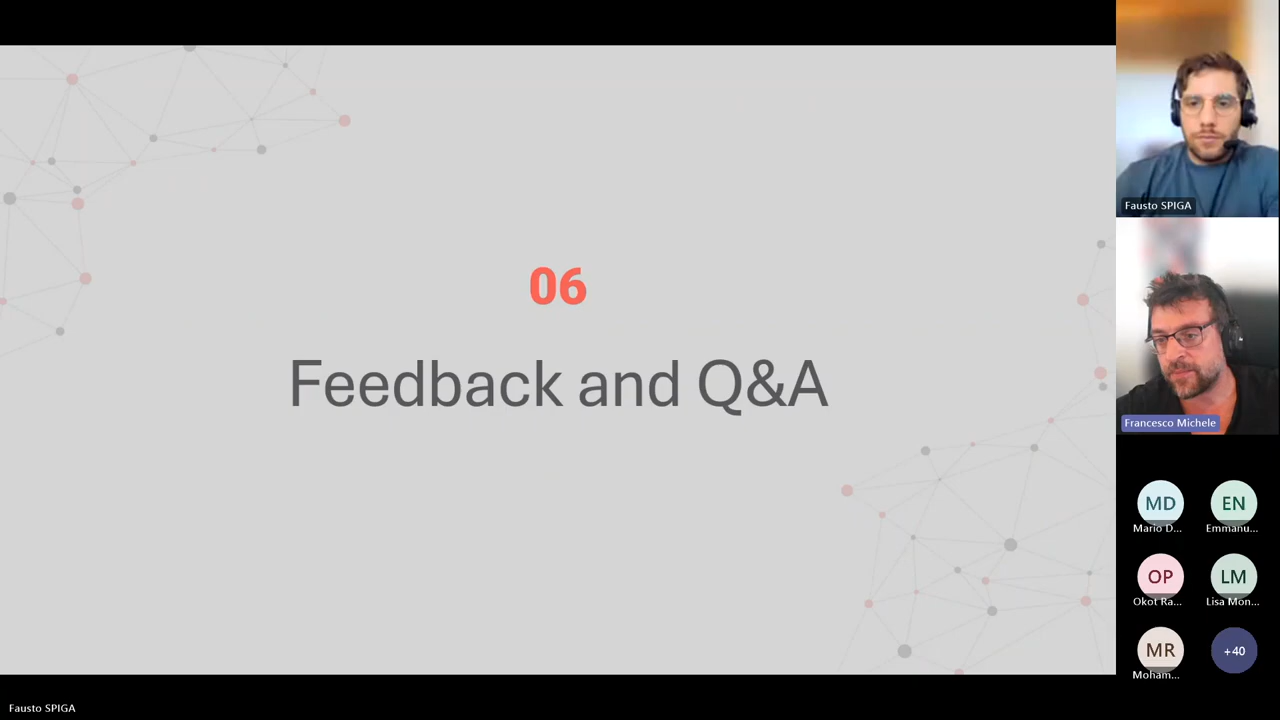 06
Feedback and Q&A
Fausto SPIGA
Francesco Michele
MD
EN
Mario D...
Emmanu...
OP
LM
Okot Ra...
Lisa Mon...
MR
+40
Moham...
Fausto SPIGA